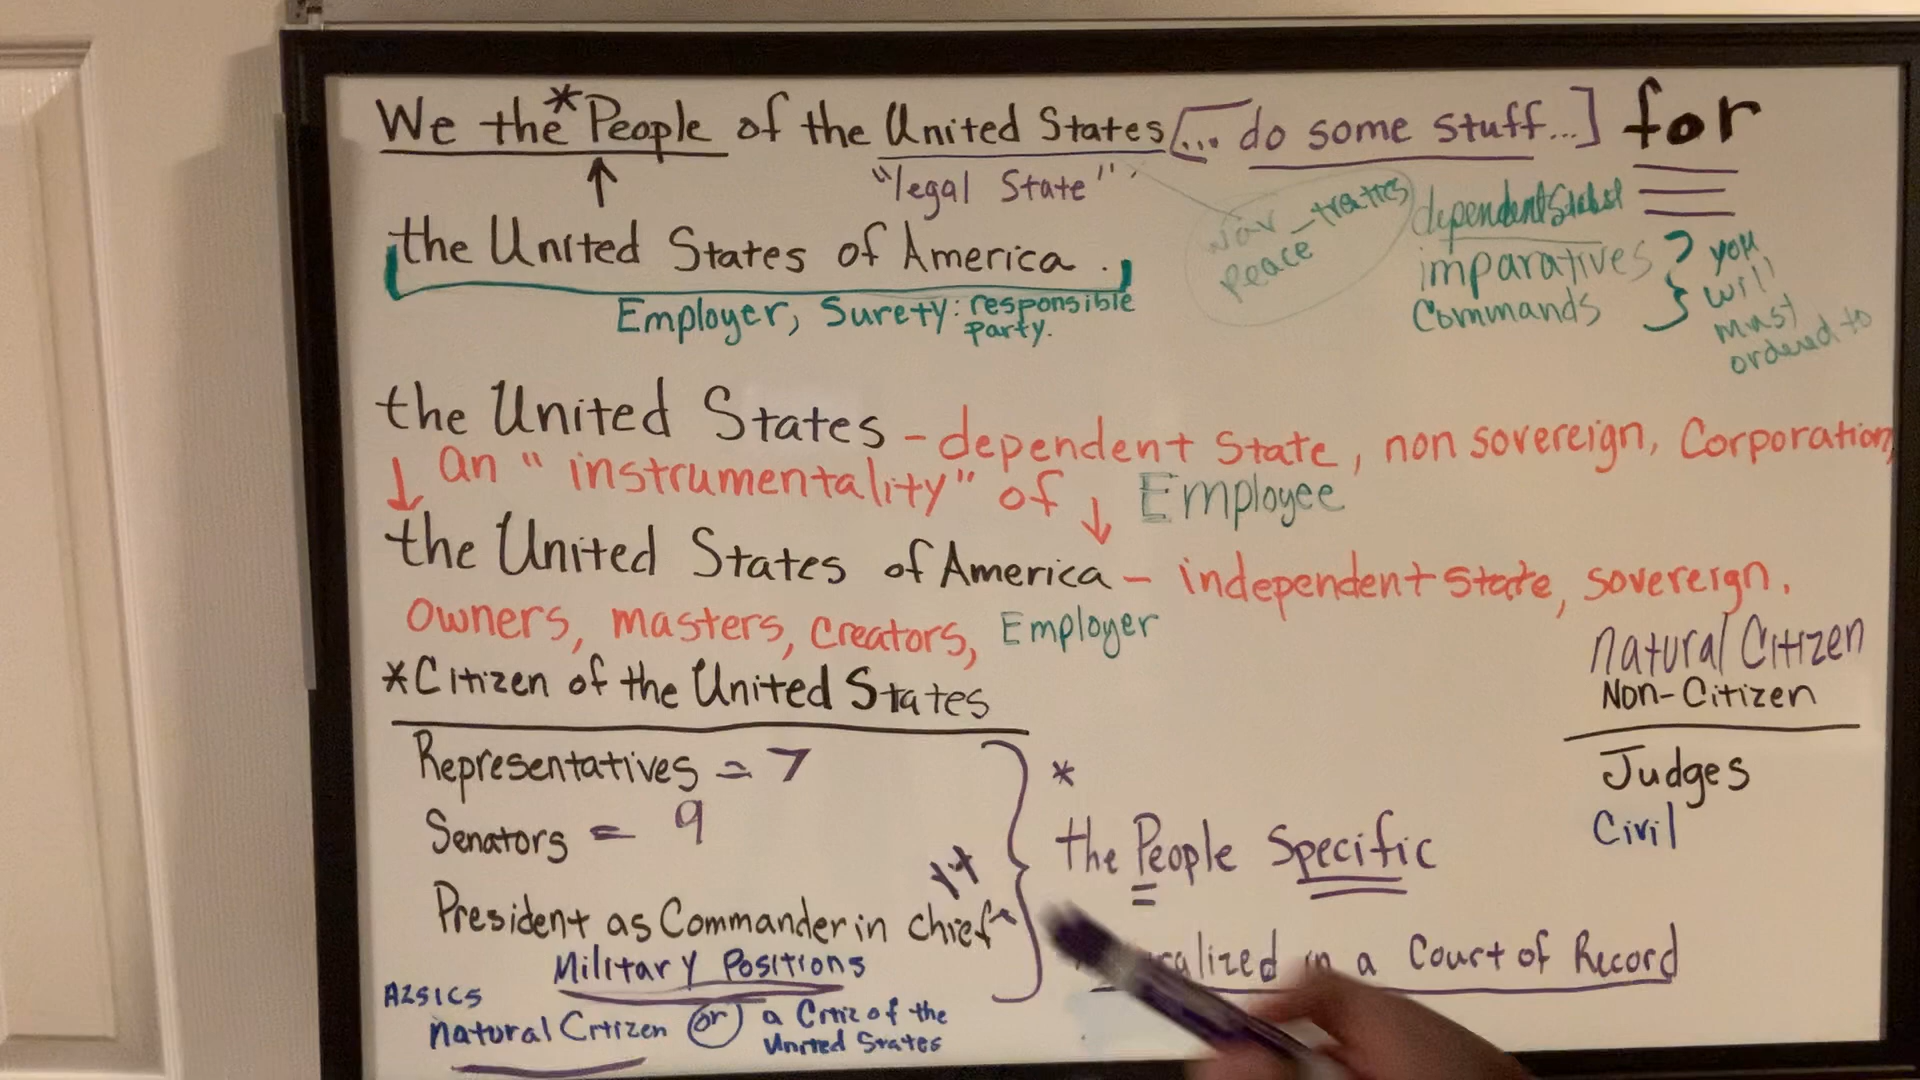 We the *People of the United States [... do some stuff...] for
"legal State"
the United States of America.
Employer, Surety: responsible
party.
war - treaties
Peace
imparatives
Commands
you
will
must
ordered to
the United States - dependent State, non sovereign, Corporation,
an "instrumentality" of Employee
the United States of America - independent state, sovereign.
owners, masters, creators, Employer
*Citizen of the United States
Representatives = 7
Senators = 9
14
President as Commander in chief
Military Positions
A2S1C5
natural Citizen or a Citiz of the
United States
*
the People Specific
in a Court of Record
Natural Citizen
Non-Citizen
Judges
Civil